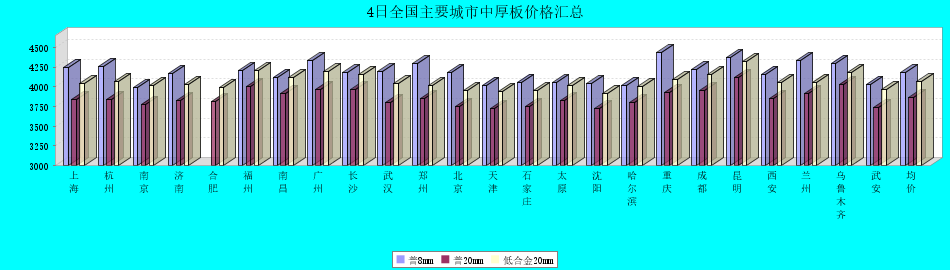 4日全国主要城市中厚板价格汇总
4500
4250
4000
3750
3500
3250
3000
上海
杭州
南京
济南
合肥
福州
南昌
广州
长沙
武汉
郑州
北京
天津
石家庄
太原
沈阳
哈尔滨
重庆
成都
昆明
西安
兰州
乌鲁木齐
武安
均价
普8mm 普20mm 低合金20mm